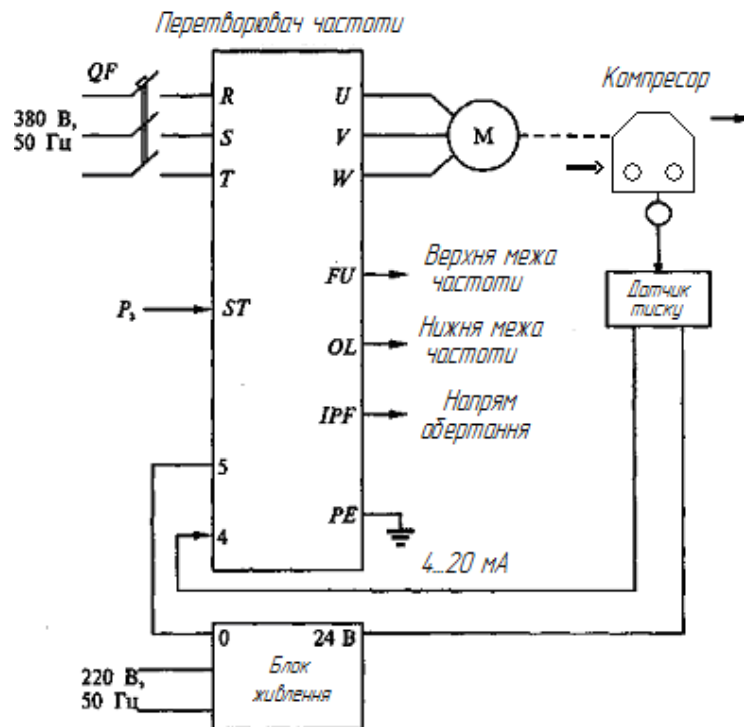 Перетворювач частоти
QF
Компресор
380 В,
50 Гц
R
S
T
U
V
W
M
FU
Верхня межа
частоти
Pз
ST
OL
Нижня межа
частоти
IPF
Напрям
обертання
Датчик
тиску
5
4
PE
4...20 мА
0
24 В
220 В,
50 Гц
Блок
живлення